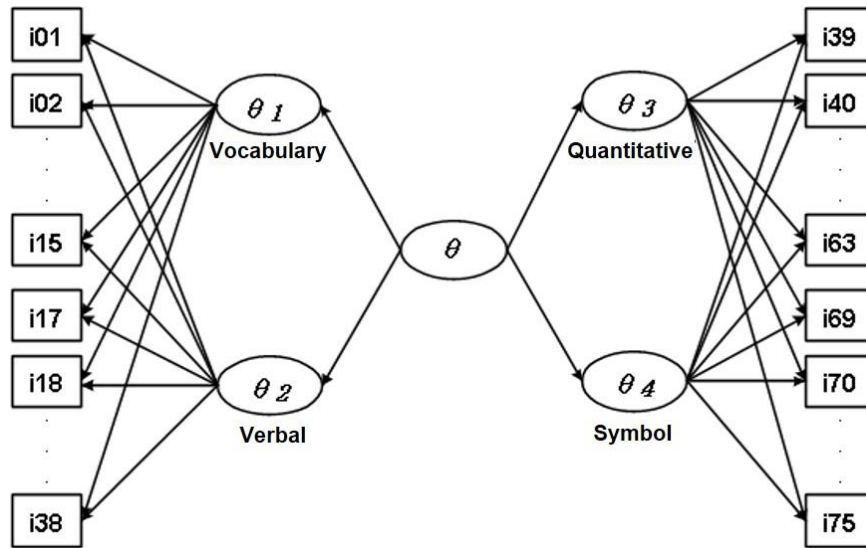 i01
i02
i15
i17
i18
i38
θ 1
Vocabulary
θ 2
Verbal
θ
θ 3
Quantitative
θ 4
Symbol
i39
i40
i63
i69
i70
i75